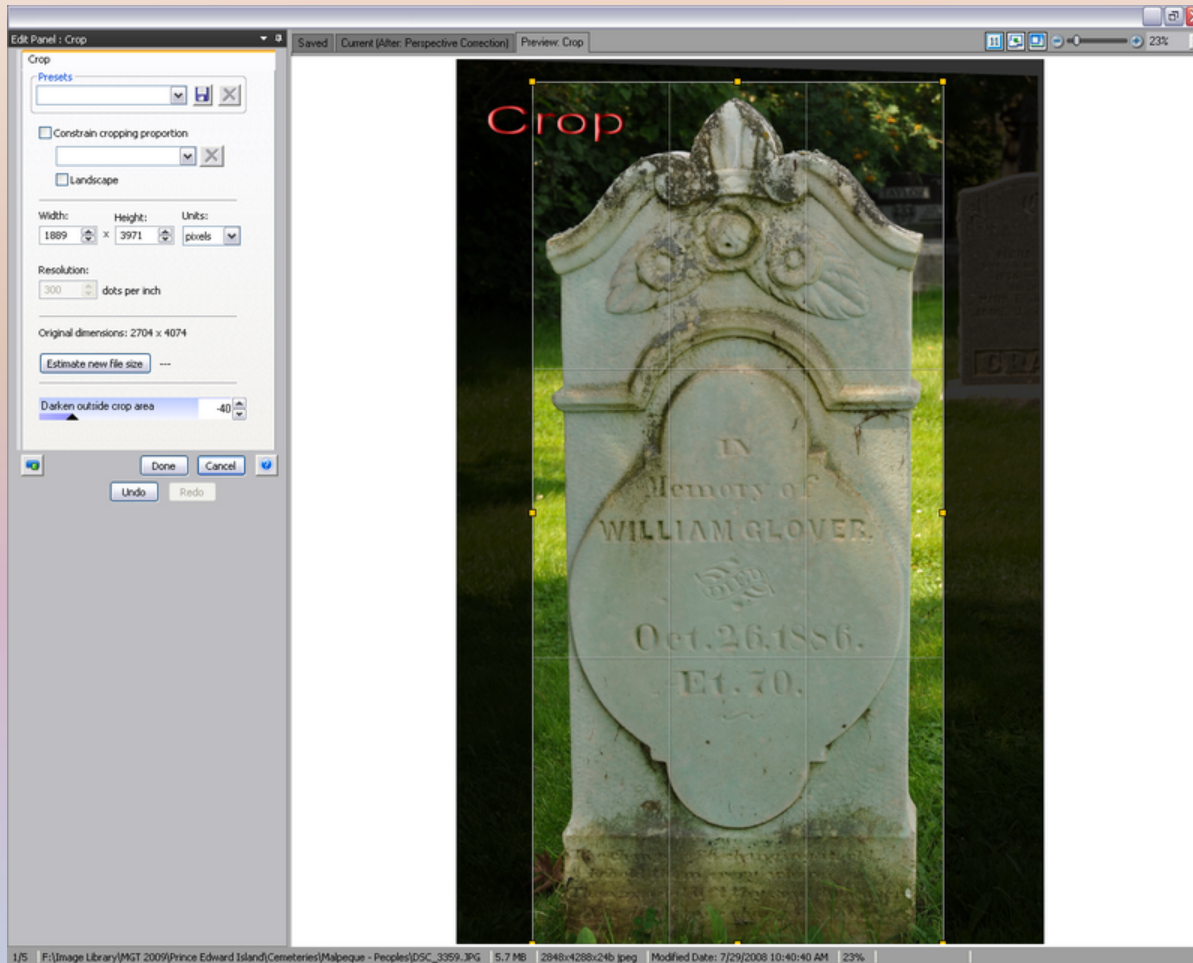 Edit Panel : Crop
Crop
Presets
Constrain cropping proportion
Landscape
Width: Height: Units:
1889 x 3971 pixels
Resolution:
300 dots per inch
Original dimensions: 2704 x 4074
Estimate new file size ---
Darken outside crop area -40
Done Cancel
Undo Redo
Saved Current (After: Perspective Correction) Preview: Crop 23%
Crop
IN
Memory of
WILLIAM GLOVER.
Died
Oct. 26. 1886.
Et. 70.
1/5 F:\Image Library\MGT 2009\Prince Edward Island\Cemeteries\Malpeque - Peoples\DSC_3359.JPG 5.7 MB 2848x4288x24b jpeg Modified Date: 7/29/2008 10:40:40 AM 23%